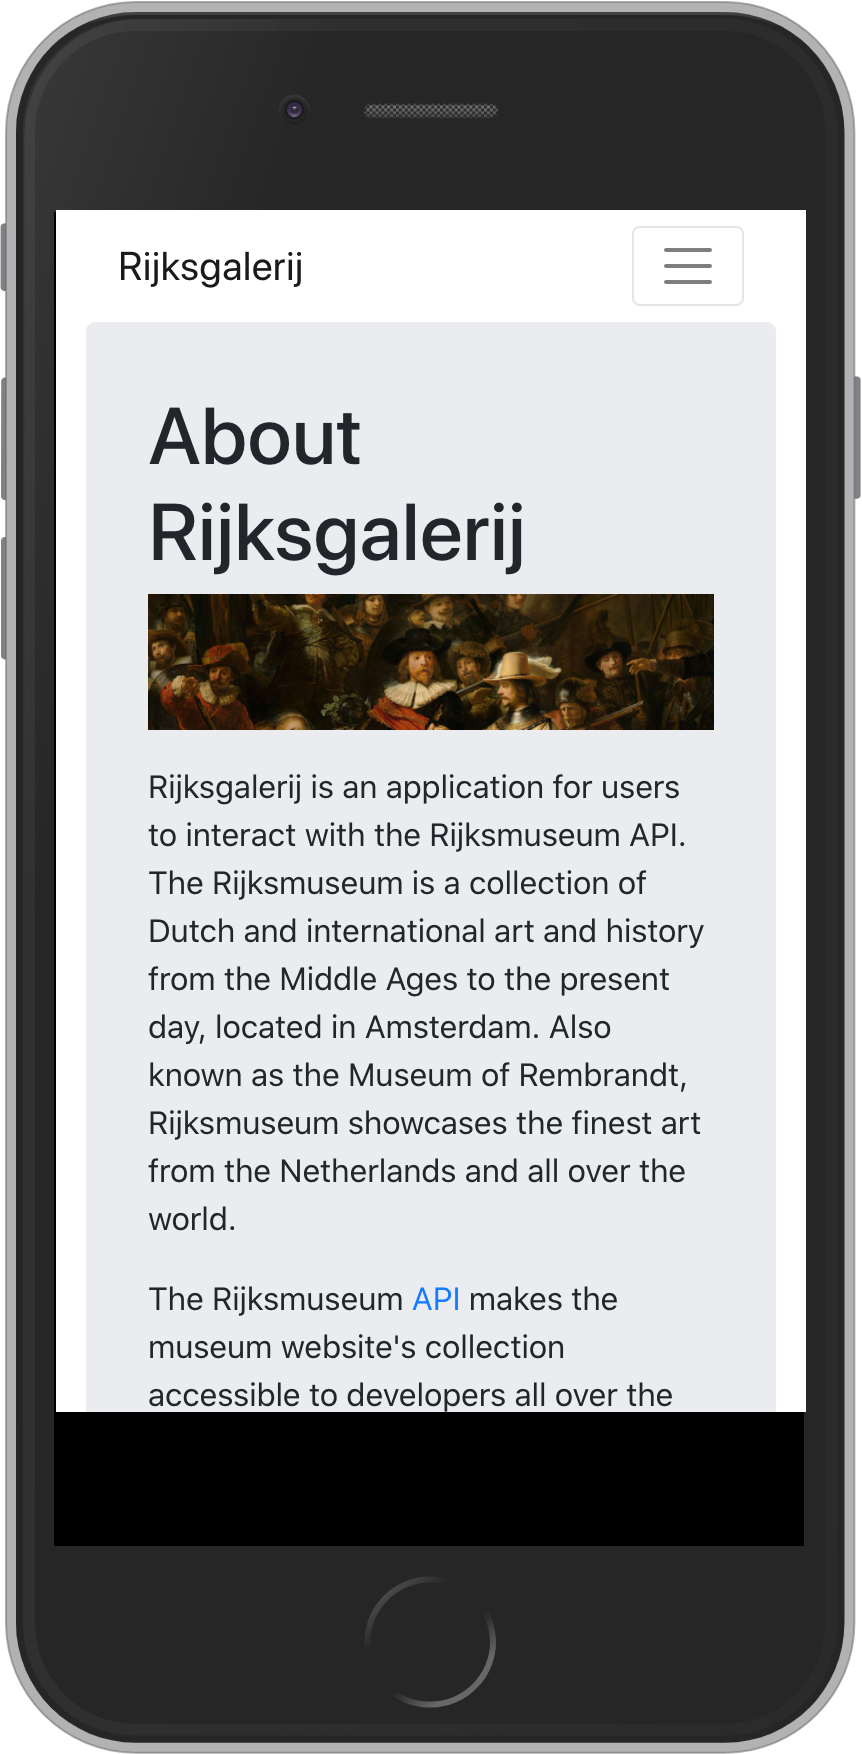 Rijksgalerij
About
Rijksgalerij
Rijksgalerij is an application for users
to interact with the Rijksmuseum API.
The Rijksmuseum is a collection of
Dutch and international art and history
from the Middle Ages to the present
day, located in Amsterdam. Also
known as the Museum of Rembrandt,
Rijksmuseum showcases the finest art
from the Netherlands and all over the
world.
The Rijksmuseum API makes the
museum website's collection
accessible to developers all over the